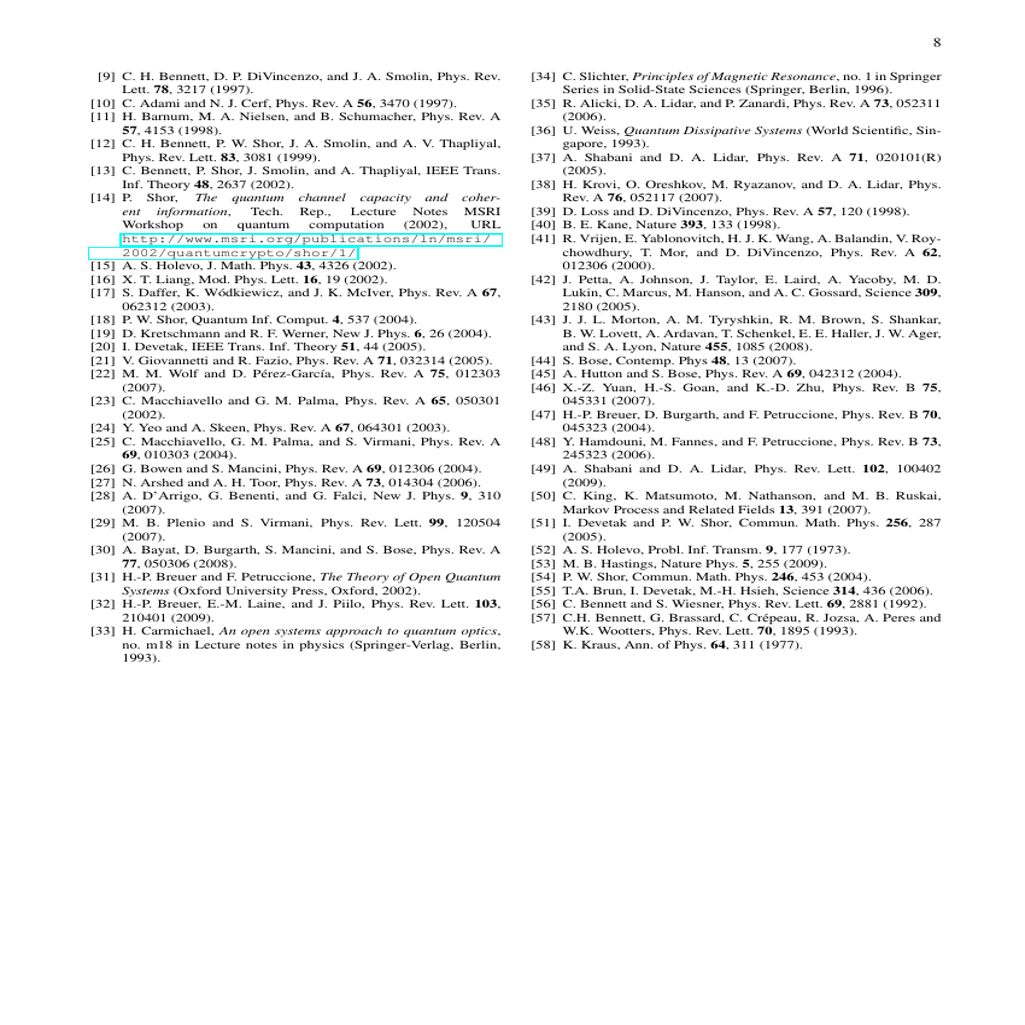 8
[9] C. H. Bennett, D. P. DiVincenzo, and J. A. Smolin, Phys. Rev.
Lett. 78, 3217 (1997).
[10] C. Adami and N. J. Cerf, Phys. Rev. A 56, 3470 (1997).
[11] H. Barnum, M. A. Nielsen, and B. Schumacher, Phys. Rev. A
57, 4153 (1998).
[12] C. H. Bennett, P. W. Shor, J. A. Smolin, and A. V. Thapliyal,
Phys. Rev. Lett. 83, 3081 (1999).
[13] C. Bennett, P. Shor, J. Smolin, and A. Thapliyal, IEEE Trans.
Inf. Theory 48, 2637 (2002).
[14] P. Shor, The quantum channel capacity and coher-
ent information, Tech. Rep., Lecture Notes MSRI
Workshop on quantum computation (2002), URL
http://www.msri.org/publications/ln/msri/
2002/quantumcrypto/shor/1/
[15] A. S. Holevo, J. Math. Phys. 43, 4326 (2002).
[16] X. T. Liang, Mod. Phys. Lett. 16, 19 (2002).
[17] S. Daffer, K. Wódkiewicz, and J. K. McIver, Phys. Rev. A 67,
062312 (2003).
[18] P. W. Shor, Quantum Inf. Comput. 4, 537 (2004).
[19] D. Kretschmann and R. F. Werner, New J. Phys. 6, 26 (2004).
[20] I. Devetak, IEEE Trans. Inf. Theory 51, 44 (2005).
[21] V. Giovannetti and R. Fazio, Phys. Rev. A 71, 032314 (2005).
[22] M. M. Wolf and D. Pérez-García, Phys. Rev. A 75, 012303
(2007).
[23] C. Macchiavello and G. M. Palma, Phys. Rev. A 65, 050301
(2002).
[24] Y. Yeo and A. Skeen, Phys. Rev. A 67, 064301 (2003).
[25] C. Macchiavello, G. M. Palma, and S. Virmani, Phys. Rev. A
69, 010303 (2004).
[26] G. Bowen and S. Mancini, Phys. Rev. A 69, 012306 (2004).
[27] N. Arshed and A. H. Toor, Phys. Rev. A 73, 014304 (2006).
[28] A. D'Arrigo, G. Benenti, and G. Falci, New J. Phys. 9, 310
(2007).
[29] M. B. Plenio and S. Virmani, Phys. Rev. Lett. 99, 120504
(2007).
[30] A. Bayat, D. Burgarth, S. Mancini, and S. Bose, Phys. Rev. A
77, 050306 (2008).
[31] H.-P. Breuer and F. Petruccione, The Theory of Open Quantum
Systems (Oxford University Press, Oxford, 2002).
[32] H.-P. Breuer, E.-M. Laine, and J. Piilo, Phys. Rev. Lett. 103,
210401 (2009).
[33] H. Carmichael, An open systems approach to quantum optics,
no. m18 in Lecture notes in physics (Springer-Verlag, Berlin,
1993).
[34] C. Slichter, Principles of Magnetic Resonance, no. 1 in Springer
Series in Solid-State Sciences (Springer, Berlin, 1996).
[35] R. Alicki, D. A. Lidar, and P. Zanardi, Phys. Rev. A 73, 052311
(2006).
[36] U. Weiss, Quantum Dissipative Systems (World Scientific, Sin-
gapore, 1993).
[37] A. Shabani and D. A. Lidar, Phys. Rev. A 71, 020101(R)
(2005).
[38] H. Krovi, O. Oreshkov, M. Ryazanov, and D. A. Lidar, Phys.
Rev. A 76, 052117 (2007).
[39] D. Loss and D. DiVincenzo, Phys. Rev. A 57, 120 (1998).
[40] B. E. Kane, Nature 393, 133 (1998).
[41] R. Vrijen, E. Yablonovitch, H. J. K. Wang, A. Balandin, V. Roy-
chowdhury, T. Mor, and D. DiVincenzo, Phys. Rev. A 62,
012306 (2000).
[42] J. Petta, A. Johnson, J. Taylor, E. Laird, A. Yacoby, M. D.
Lukin, C. Marcus, M. Hanson, and A. C. Gossard, Science 309,
2180 (2005).
[43] J. J. L. Morton, A. M. Tyryshkin, R. M. Brown, S. Shankar,
B. W. Lovett, A. Ardavan, T. Schenkel, E. E. Haller, J. W. Ager,
and S. A. Lyon, Nature 455, 1085 (2008).
[44] S. Bose, Contemp. Phys 48, 13 (2007).
[45] A. Hutton and S. Bose, Phys. Rev. A 69, 042312 (2004).
[46] X.-Z. Yuan, H.-S. Goan, and K.-D. Zhu, Phys. Rev. B 75,
045331 (2007).
[47] H.-P. Breuer, D. Burgarth, and F. Petruccione, Phys. Rev. B 70,
045323 (2004).
[48] Y. Hamdouni, M. Fannes, and F. Petruccione, Phys. Rev. B 73,
245323 (2006).
[49] A. Shabani and D. A. Lidar, Phys. Rev. Lett. 102, 100402
(2009).
[50] C. King, K. Matsumoto, M. Nathanson, and M. B. Ruskai,
Markov Process and Related Fields 13, 391 (2007).
[51] I. Devetak and P. W. Shor, Commun. Math. Phys. 256, 287
(2005).
[52] A. S. Holevo, Probl. Inf. Transm. 9, 177 (1973).
[53] M. B. Hastings, Nature Phys. 5, 255 (2009).
[54] P. W. Shor, Commun. Math. Phys. 246, 453 (2004).
[55] T.A. Brun, I. Devetak, M.-H. Hsieh, Science 314, 436 (2006).
[56] C. Bennett and S. Wiesner, Phys. Rev. Lett. 69, 2881 (1992).
[57] C.H. Bennett, G. Brassard, C. Crépeau, R. Jozsa, A. Peres and
W.K. Wootters, Phys. Rev. Lett. 70, 1895 (1993).
[58] K. Kraus, Ann. of Phys. 64, 311 (1977).